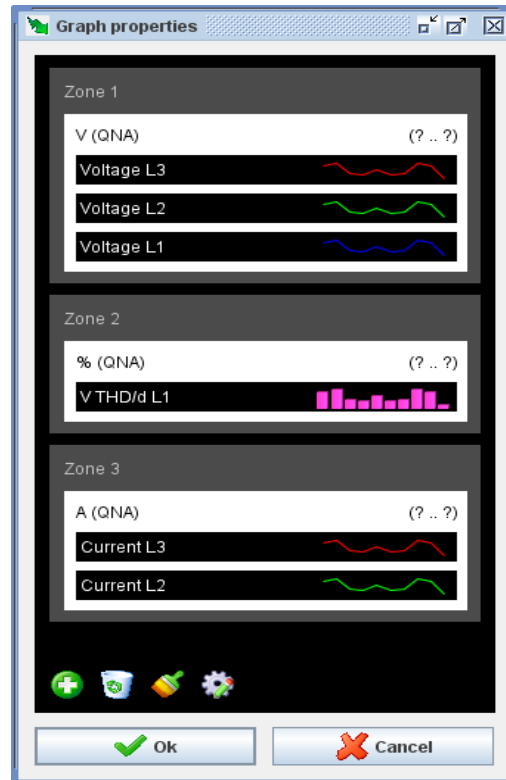 Graph properties
Zone 1
V (QNA) (? .. ?)
Voltage L3
Voltage L2
Voltage L1
Zone 2
% (QNA) (? .. ?)
V THD/d L1
Zone 3
A (QNA) (? .. ?)
Current L3
Current L2
Ok Cancel